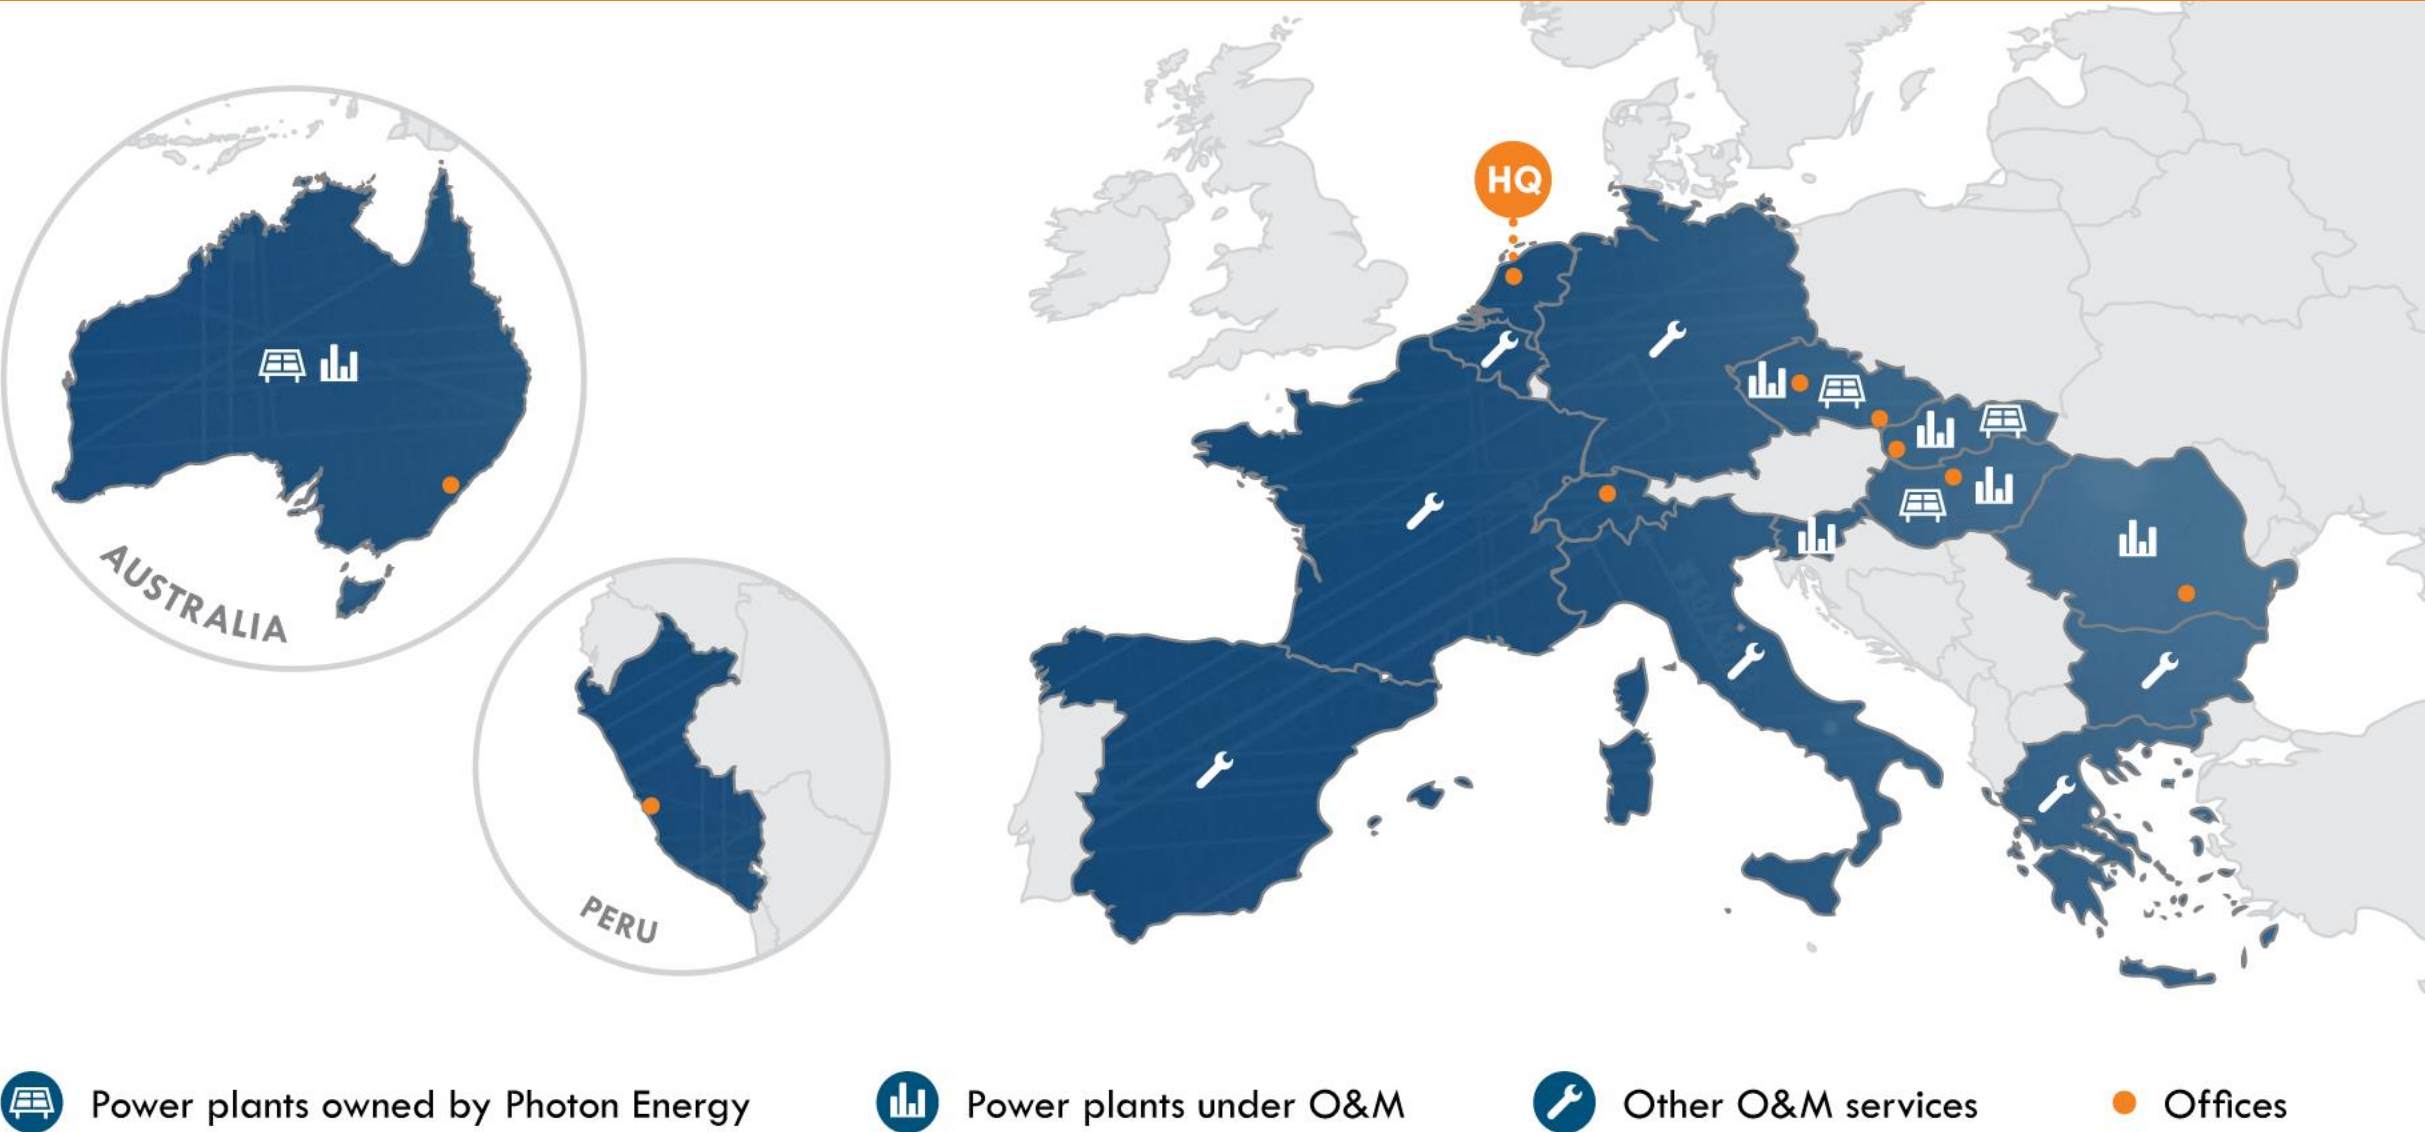 HQ
AUSTRALIA
PERU
Power plants owned by Photon Energy
Power plants under O&M
Other O&M services
Offices